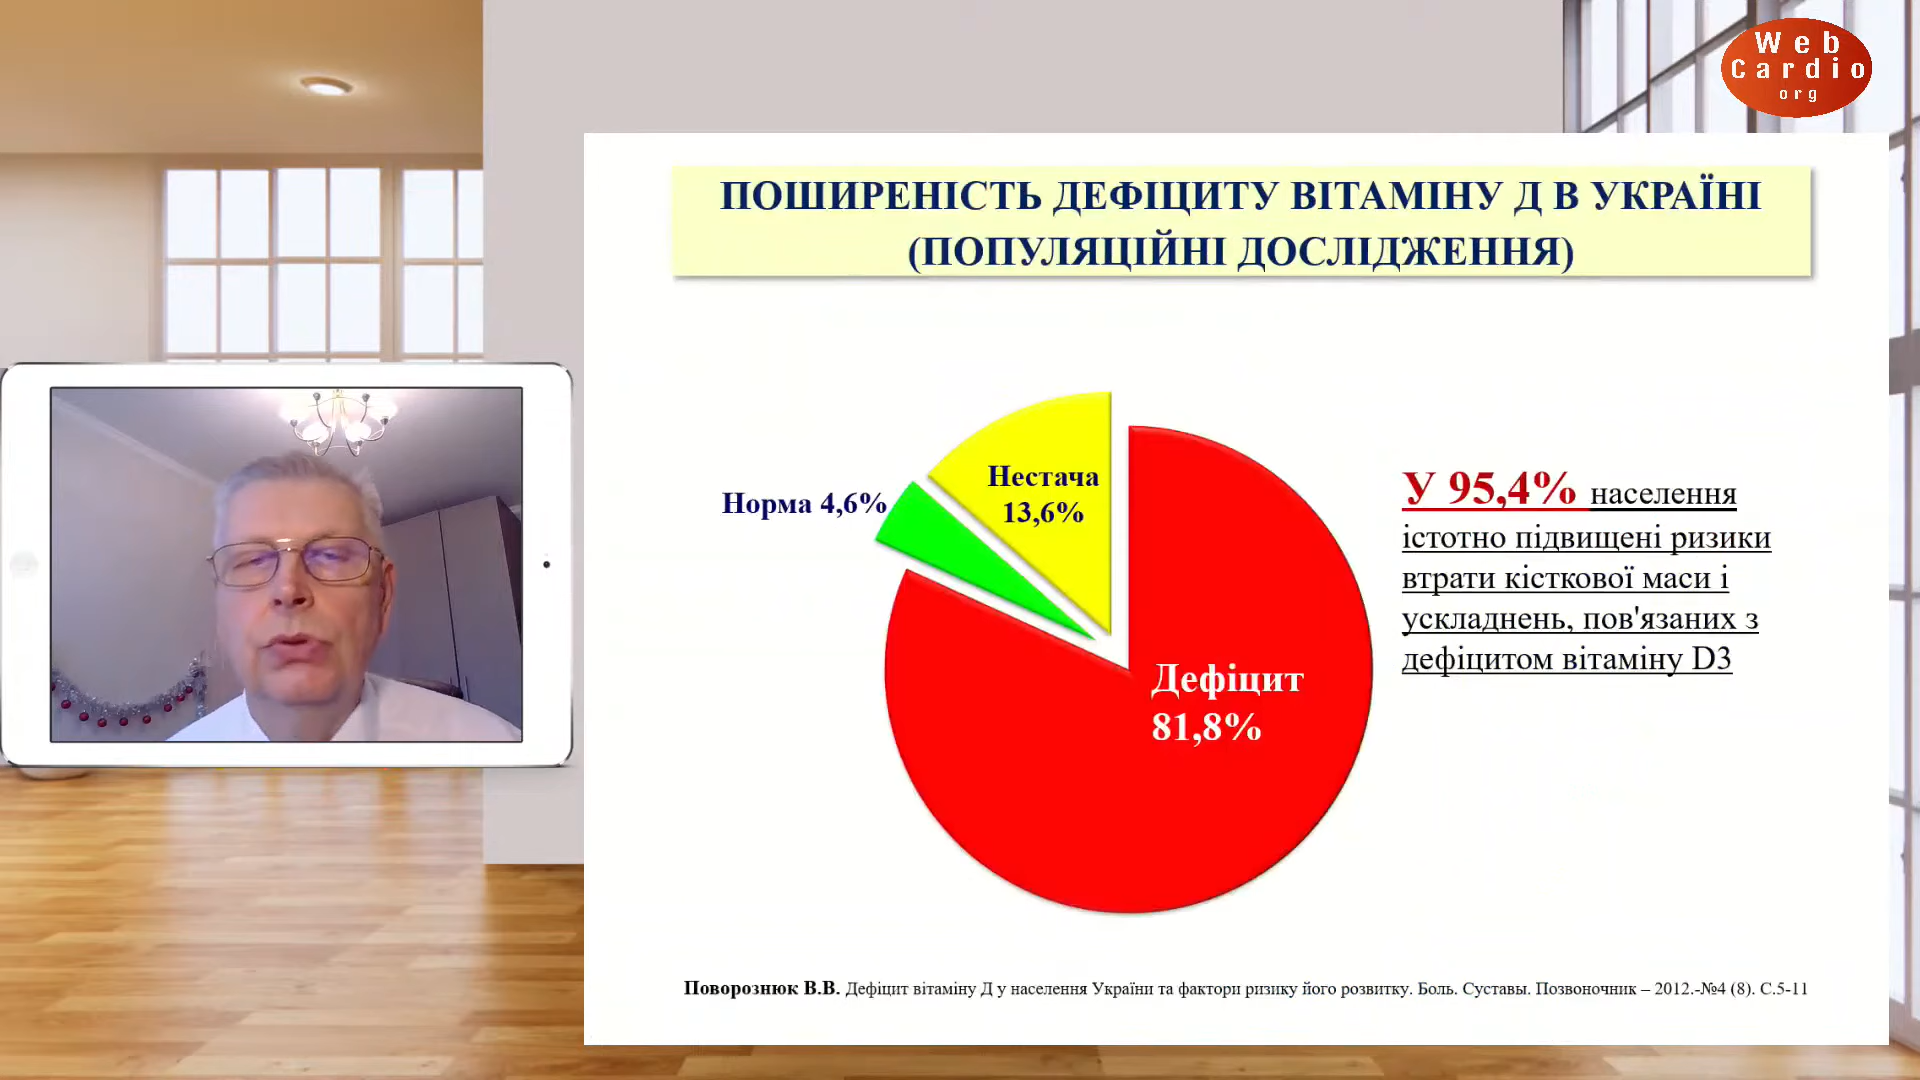 Web
Cardio
org
ПОШИРЕНІСТЬ ДЕФІЦИТУ ВІТАМІНУ Д В УКРАЇНІ
(ПОПУЛЯЦІЙНІ ДОСЛІДЖЕННЯ)
Норма 4,6%
Нестача
13,6%
Дефіцит
81,8%
У 95,4% населення
істотно підвищені ризики
втрати кісткової маси і
ускладнень, пов'язаних з
дефіцитом вітаміну D3
Поворознюк В.В. Дефіцит вітаміну Д у населення України та фактори ризику його розвитку. Боль. Суставы. Позвоночник – 2012.-№4 (8). С.5-11